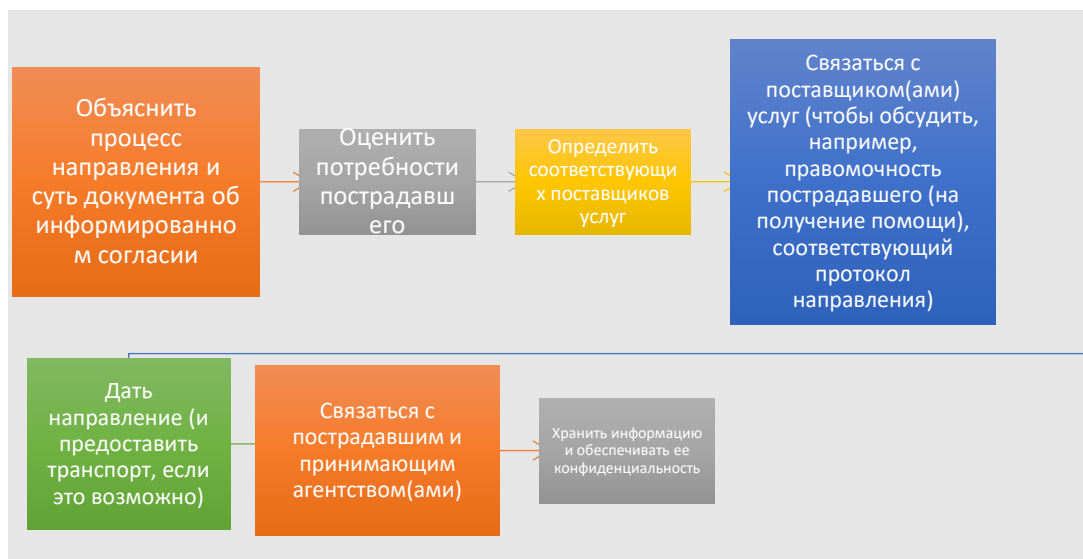 Объяснить
процесс
направления и
суть документа об
информированно
м согласии
Оценить
потребности
пострадавш
его
Определить
соответствующи
х поставщиков
услуг
Связаться с
поставщиком(ами)
услуг (чтобы обсудить,
например,
правомочность
пострадавшего (на
получение помощи),
соответствующий
протокол
направления)
Дать
направление (и
предоставить
транспорт, если
это возможно)
Связаться с
пострадавшим и
принимающим
агентством(ами)
Хранить информацию
и обеспечивать ее
конфиденциальность